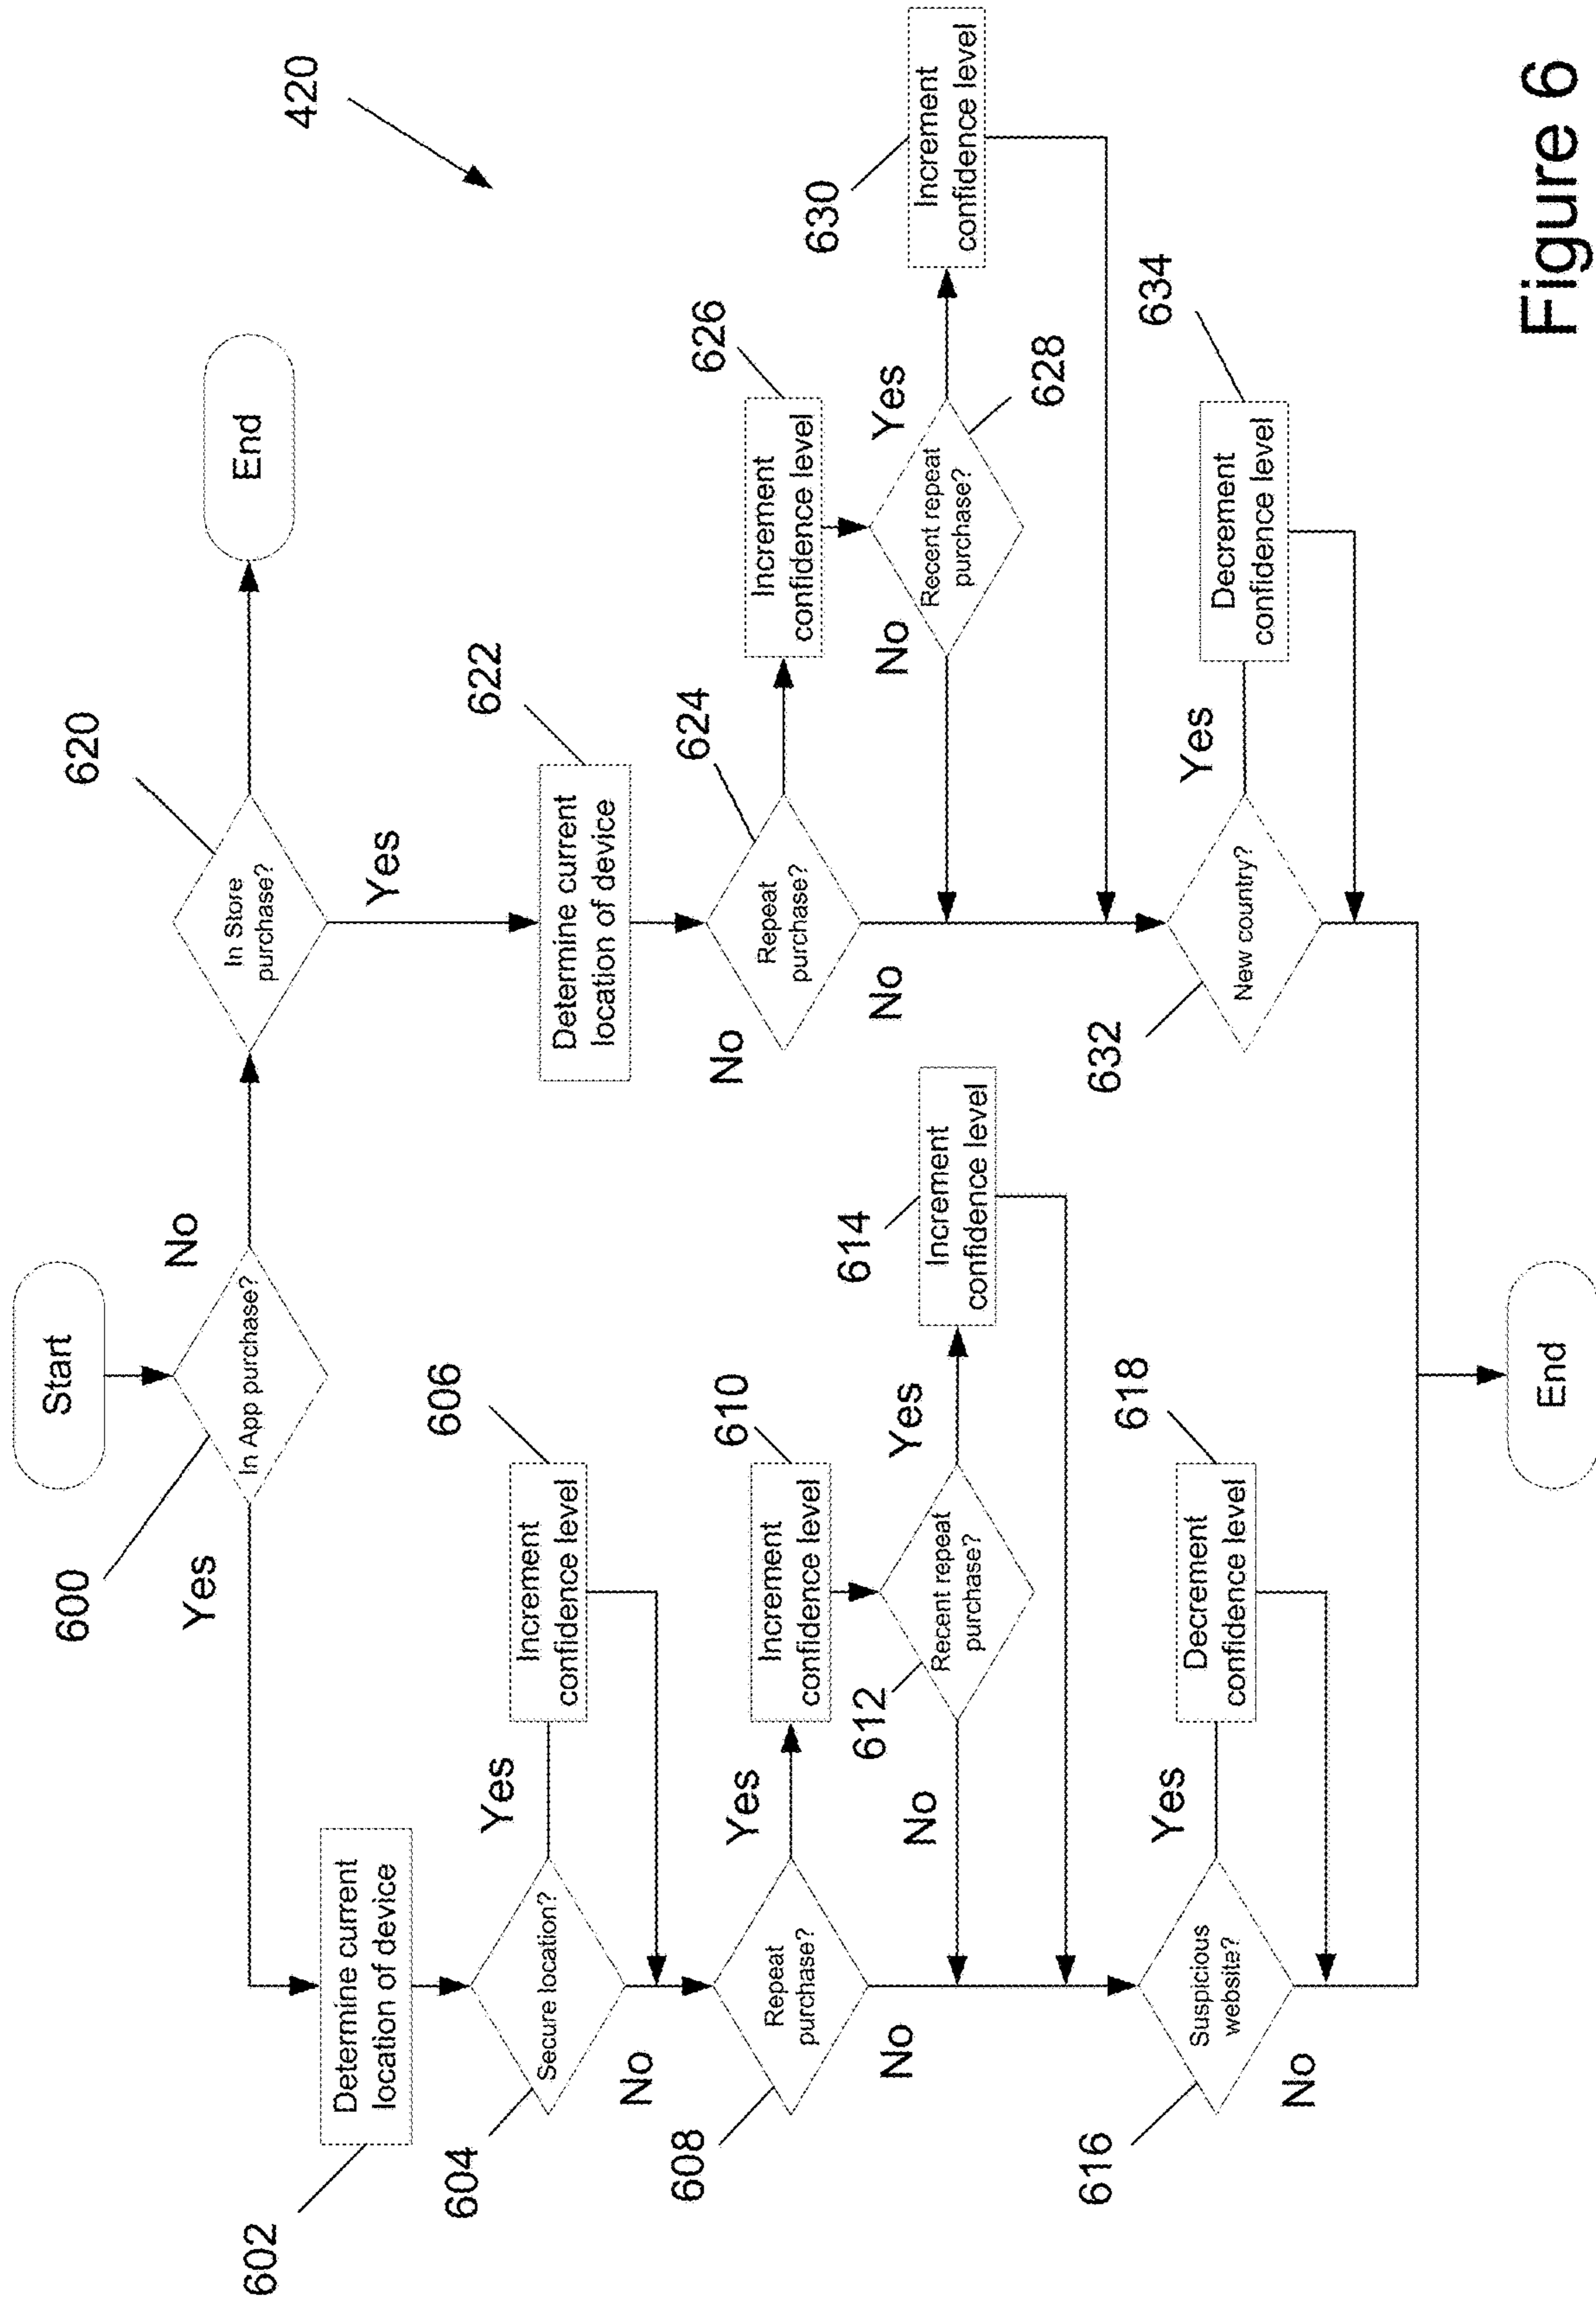 Start
600
In App purchase?
Yes
No
620
In Store
purchase?
End
420
Yes
602
Determine current
location of device
622
Determine current
location of device
604
Secure location?
Yes
606
Increment
confidence level
No
608
Repeat
purchase?
Yes
610
Increment
confidence level
No
612
Recent repeat
purchase?
Yes
614
Increment
confidence level
No
616
Suspicious
website?
Yes
618
Decrement
confidence level
No
624
Repeat
purchase?
No
626
Increment
confidence level
No
628
Recent repeat
purchase?
Yes
630
Increment
confidence level
No
632
New country?
Yes
634
Decrement
confidence level
End
Figure 6